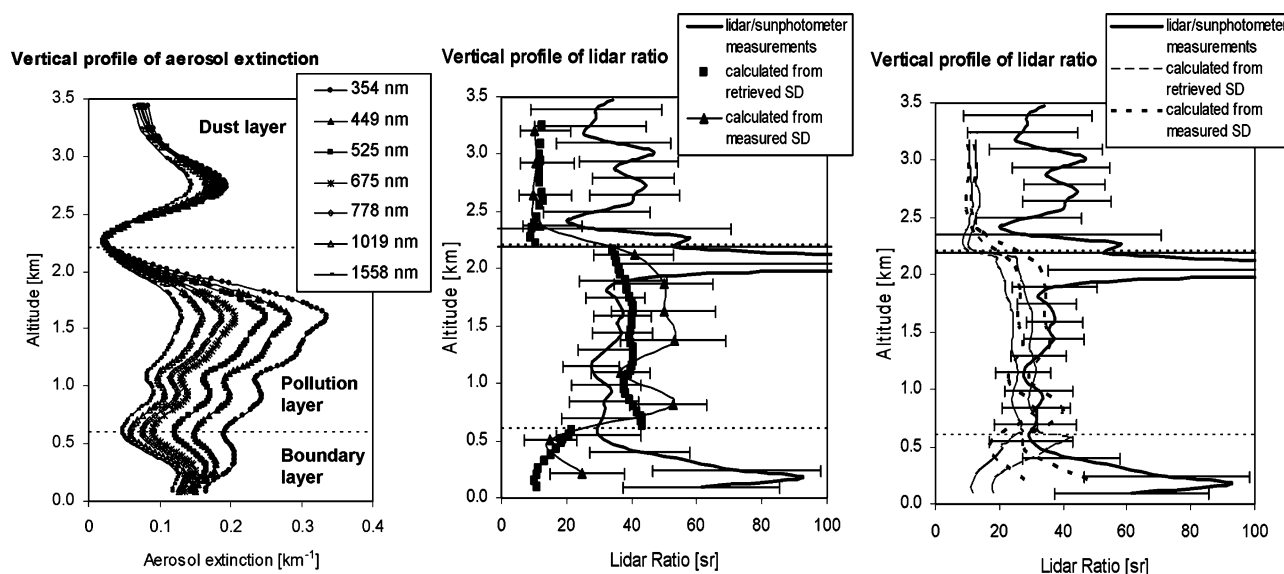 Vertical profile of aerosol extinction
354 nm
449 nm
525 nm
675 nm
778 nm
1019 nm
1558 nm
Dust layer
Pollution
layer
Boundary
layer
3.5
3.0
2.5
2.0
1.5
1.0
0.5
0.0
Altitude [km]
0
0.1
0.2
0.3
0.4
Aerosol extinction [km-1]
Vertical profile of lidar ratio
lidar/sunphotometer
measurements
calculated from
retrieved SD
calculated from
measured SD
3.5
3.0
2.5
2.0
1.5
1.0
0.5
0.0
Altitude [km]
0
20
40
60
80
100
Lidar Ratio [sr]
Vertical profile of lidar ratio
lidar/sunphotometer
measurements
calculated from
retrieved SD
calculated from
measured SD
3.5
3.0
2.5
2.0
1.5
1.0
0.5
0.0
Altitude [km]
0
20
40
60
80
100
Lidar Ratio [sr]